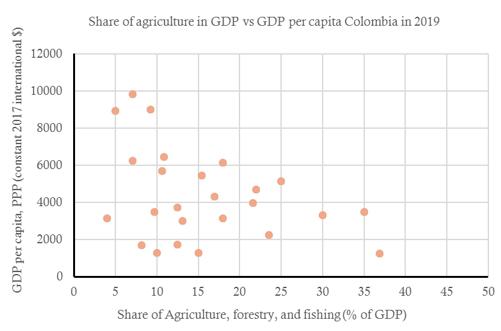 Share of agriculture in GDP vs GDP per capita Colombia in 2019
GDP per capita, PPP (constant 2017 international $)
12000
10000
8000
6000
4000
2000
0
0 5 10 15 20 25 30 35 40 45 50
Share of Agriculture, forestry, and fishing (% of GDP)